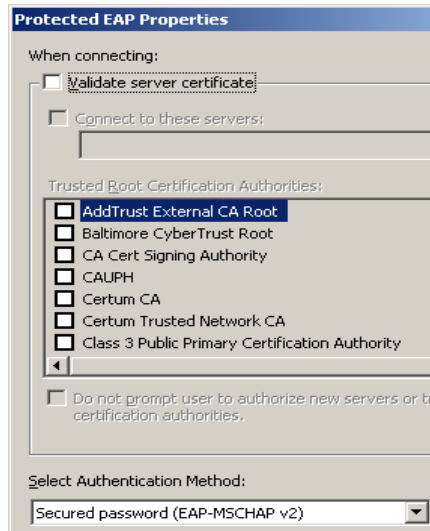 Protected EAP Properties
When connecting:
Validate server certificate
Connect to these servers:
Trusted Root Certification Authorities:
AddTrust External CA Root
Baltimore CyberTrust Root
CA Cert Signing Authority
CAUPH
Certum CA
Certum Trusted Network CA
Class 3 Public Primary Certification Authority
Do not prompt user to authorize new servers or
certification authorities.
Select Authentication Method:
Secured password (EAP-MSCHAP v2)